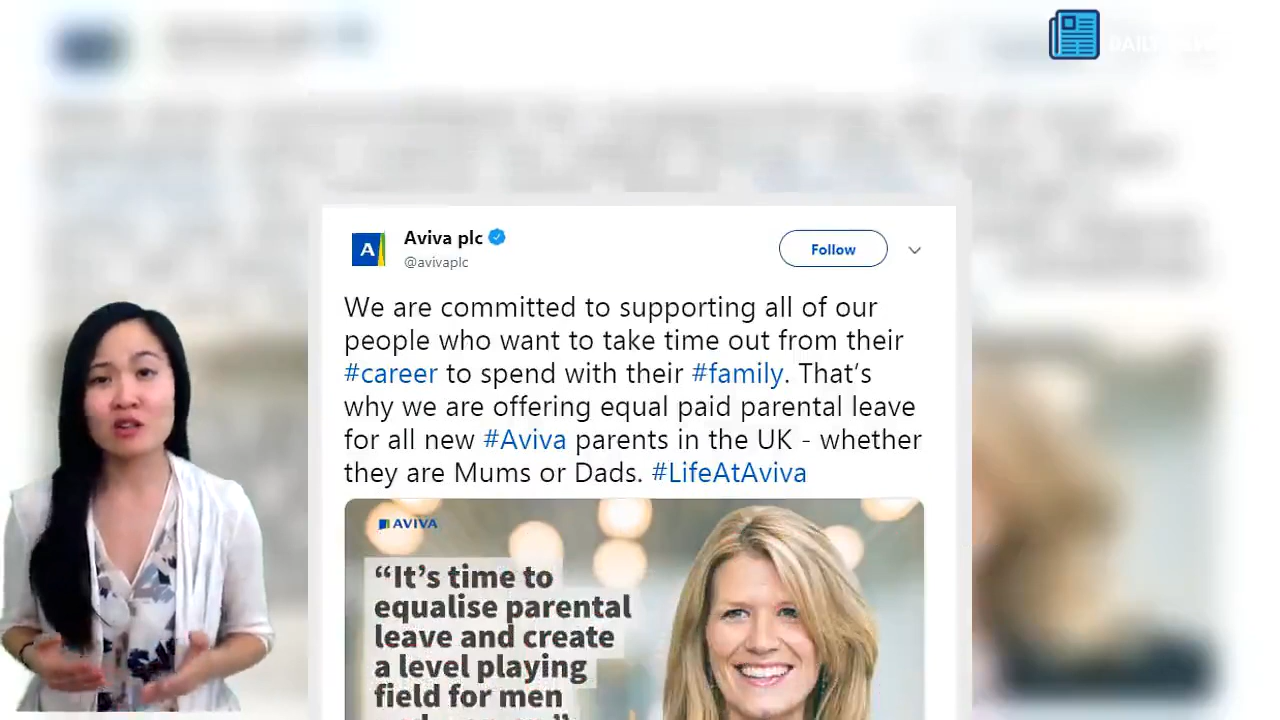 Aviva plc
@avivaplc
Follow
We are committed to supporting all of our
people who want to take time out from their
#career to spend with their #family. That's
why we are offering equal paid parental leave
for all new #Aviva parents in the UK - whether
they are Mums or Dads. #LifeAtAviva
AVIVA
“It’s time to
equalise parental
leave and create
a level playing
field for men